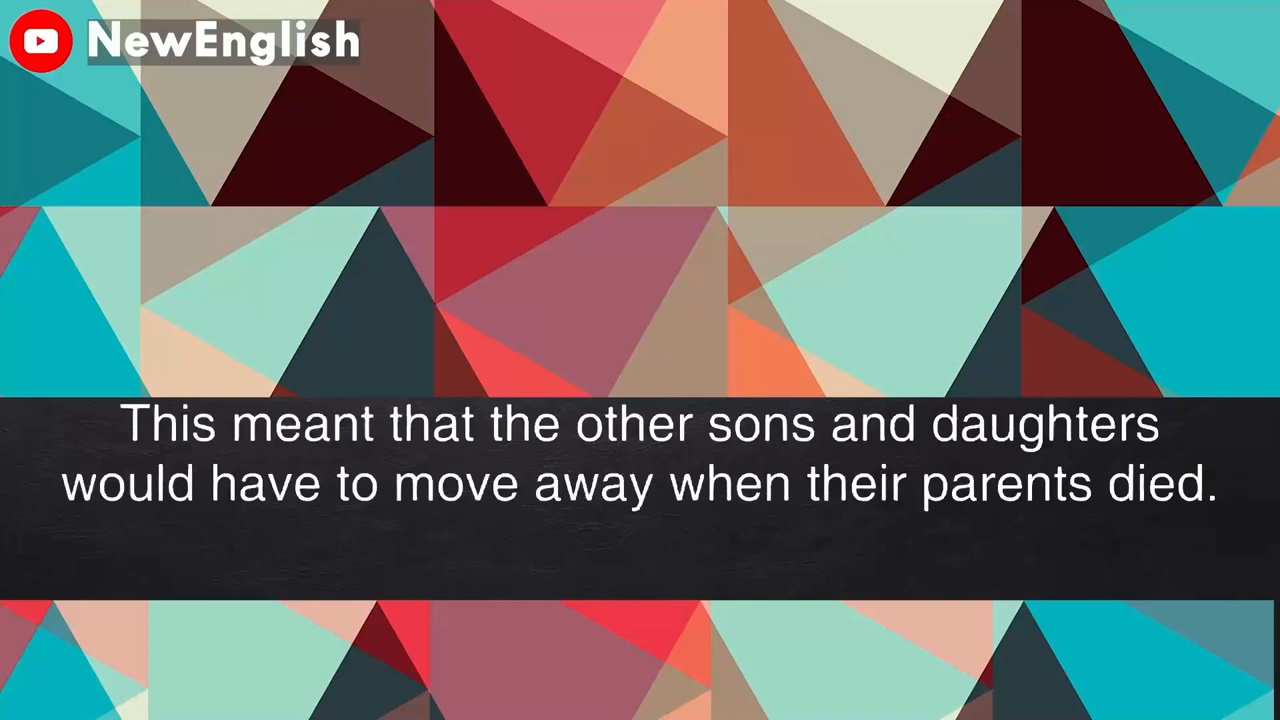 NewEnglish
This meant that the other sons and daughters
would have to move away when their parents died.